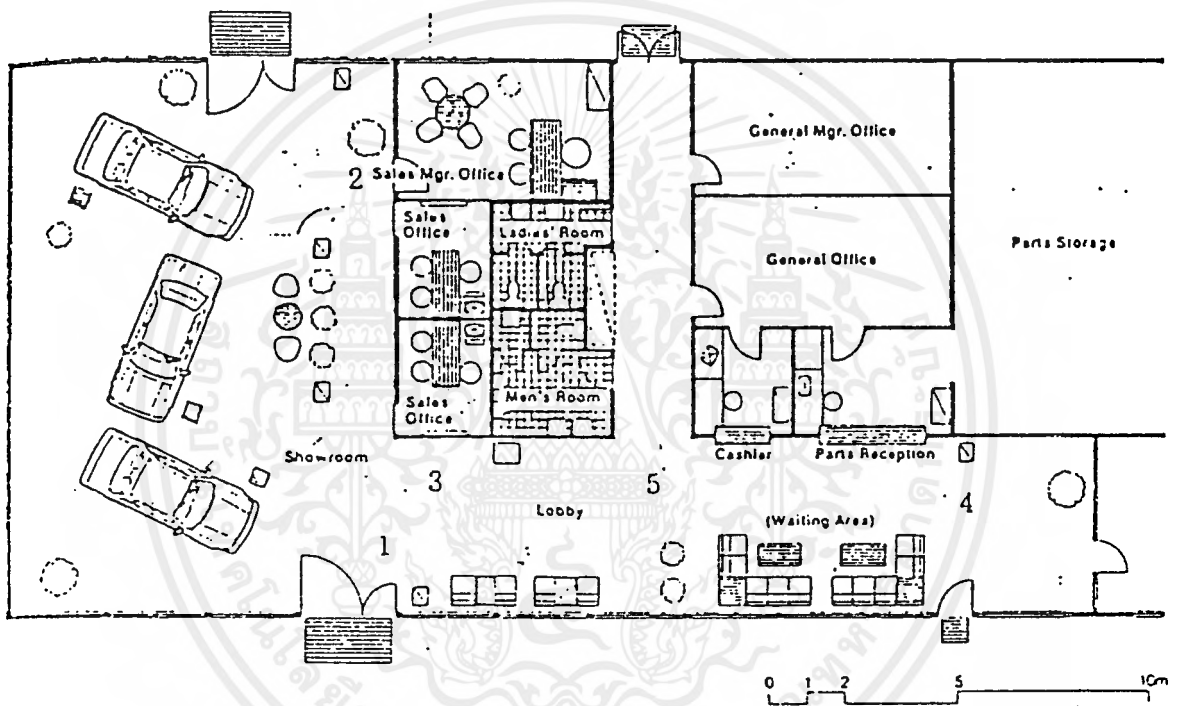 General Mgr. Office
2
Sales Mgr. Office
Sales
Office
Ladies' Room
General Office
Parts Storage
Sales
Office
Men's Room
Showroom
3
Cashier
Parts Reception
5
4
Lobby
(Waiting Area)
1
0 1 2 5 10m